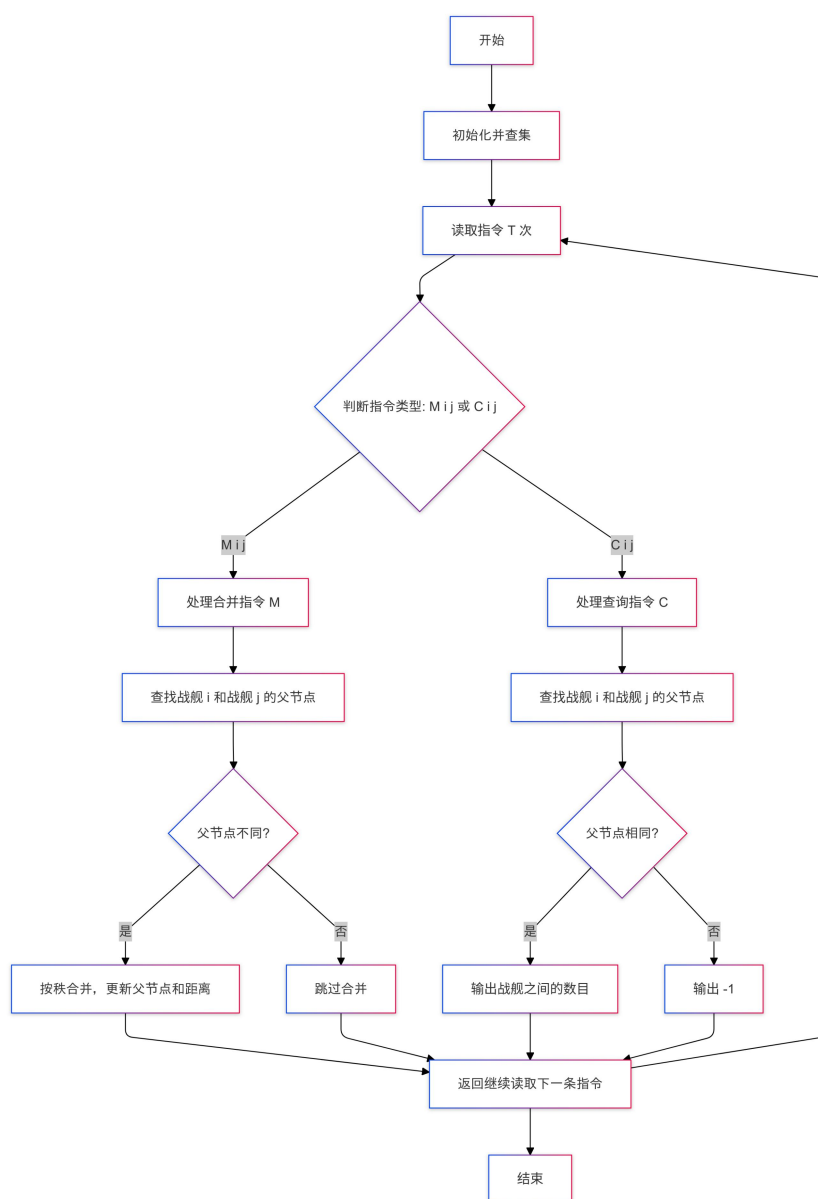 开始
初始化并查集
读取指令 T 次
判断指令类型: M i j 或 C i j
M i j
C i j
处理合并指令 M
处理查询指令 C
查找战舰 i 和战舰 j 的父节点
查找战舰 i 和战舰 j 的父节点
父节点不同?
父节点相同?
是
否
是
否
按秩合并，更新父节点和距离
跳过合并
输出战舰之间的数目
输出 -1
返回继续读取下一条指令
结束